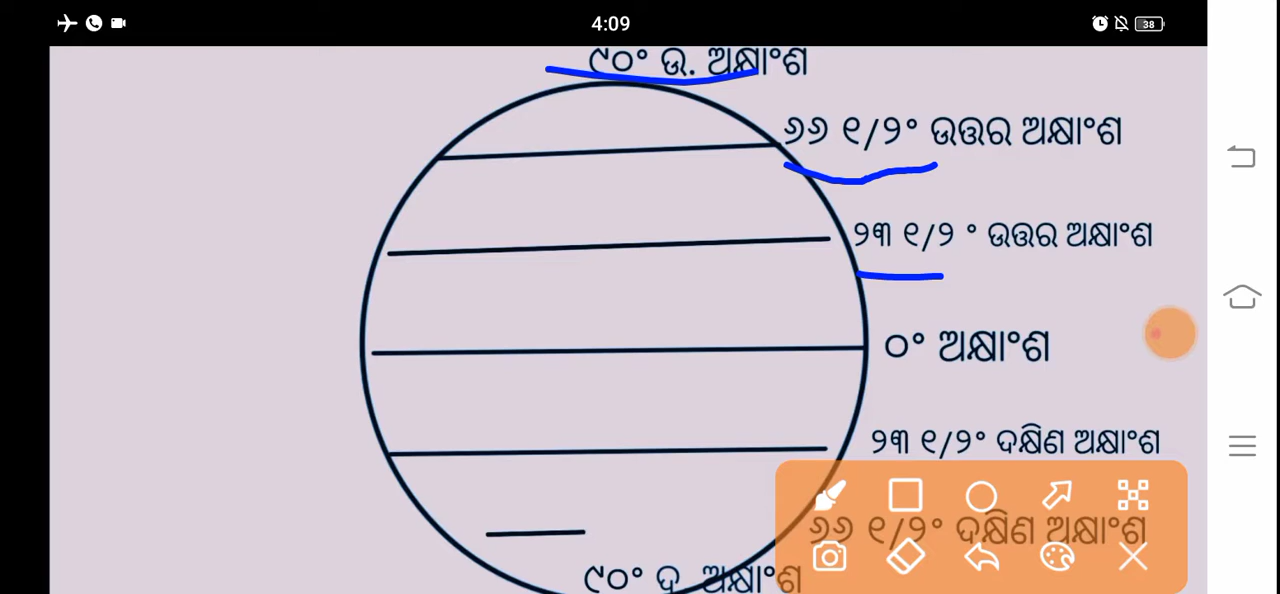 4:09
38
୯୦° ଉ. ଅକ୍ଷାଂଶ
୬୬ ୧/୨° ଉତ୍ତର ଅକ୍ଷାଂଶ
୨୩ ୧/୨ ° ଉତ୍ତର ଅକ୍ଷାଂଶ
୦° ଅକ୍ଷାଂଶ
୨୩ ୧/୨° ଦକ୍ଷିଣ ଅକ୍ଷାଂଶ
୬୬ ୧/୨° ଦକ୍ଷିଣ ଅକ୍ଷାଂଶ
୯୦° ଦ. ଅକ୍ଷାଂଶ